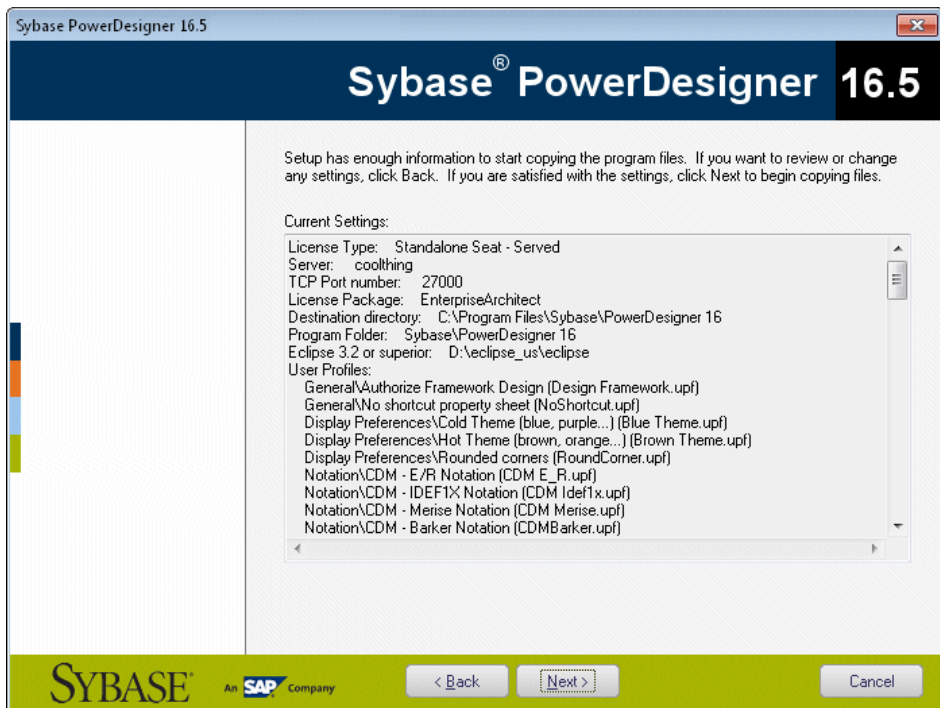 Sybase PowerDesigner 16.5
Sybase® PowerDesigner 16.5
Setup has enough information to start copying the program files. If you want to review or change
any settings, click Back. If you are satisfied with the settings, click Next to begin copying files.
Current Settings:
License Type: Standalone Seat - Served
Server: coolthing
TCP Port number: 27000
License Package: EnterpriseArchitect
Destination directory: C:\Program Files\Sybase\PowerDesigner 16
Program Folder: Sybase\PowerDesigner 16
Eclipse 3.2 or superior: D:\eclipse_us\eclipse
User Profiles:
General\Authorize Framework Design (Design Framework.upf)
General\No shortcut property sheet (NoShortcut.upf)
Display Preferences\Cold Theme (blue, purple...) (Blue Theme.upf)
Display Preferences\Hot Theme (brown, orange...) (Brown Theme.upf)
Display Preferences\Rounded corners (RoundCorner.upf)
Notation\CDM - E/R Notation (CDM E_R.upf)
Notation\CDM - IDEF1X Notation (CDM Idef1x.upf)
Notation\CDM - Merise Notation (CDM Merise.upf)
Notation\CDM - Barker Notation (CDMBarker.upf)
SYBASE An SAP Company
< Back
Next >
Cancel